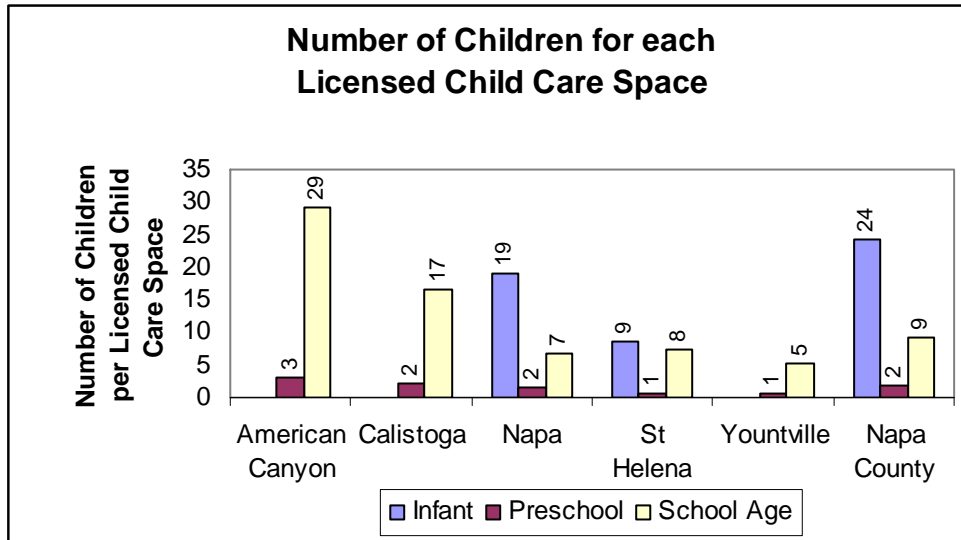 Number of Children for each
Licensed Child Care Space
Number of Children
per Licensed Child
Care Space
35
30
25
20
15
10
5
0
3
29
2
17
19
2
7
9
1
8
1
5
24
2
9
American
Canyon
Calistoga
Napa
St
Helena
Yountville
Napa
County
Infant
Preschool
School Age